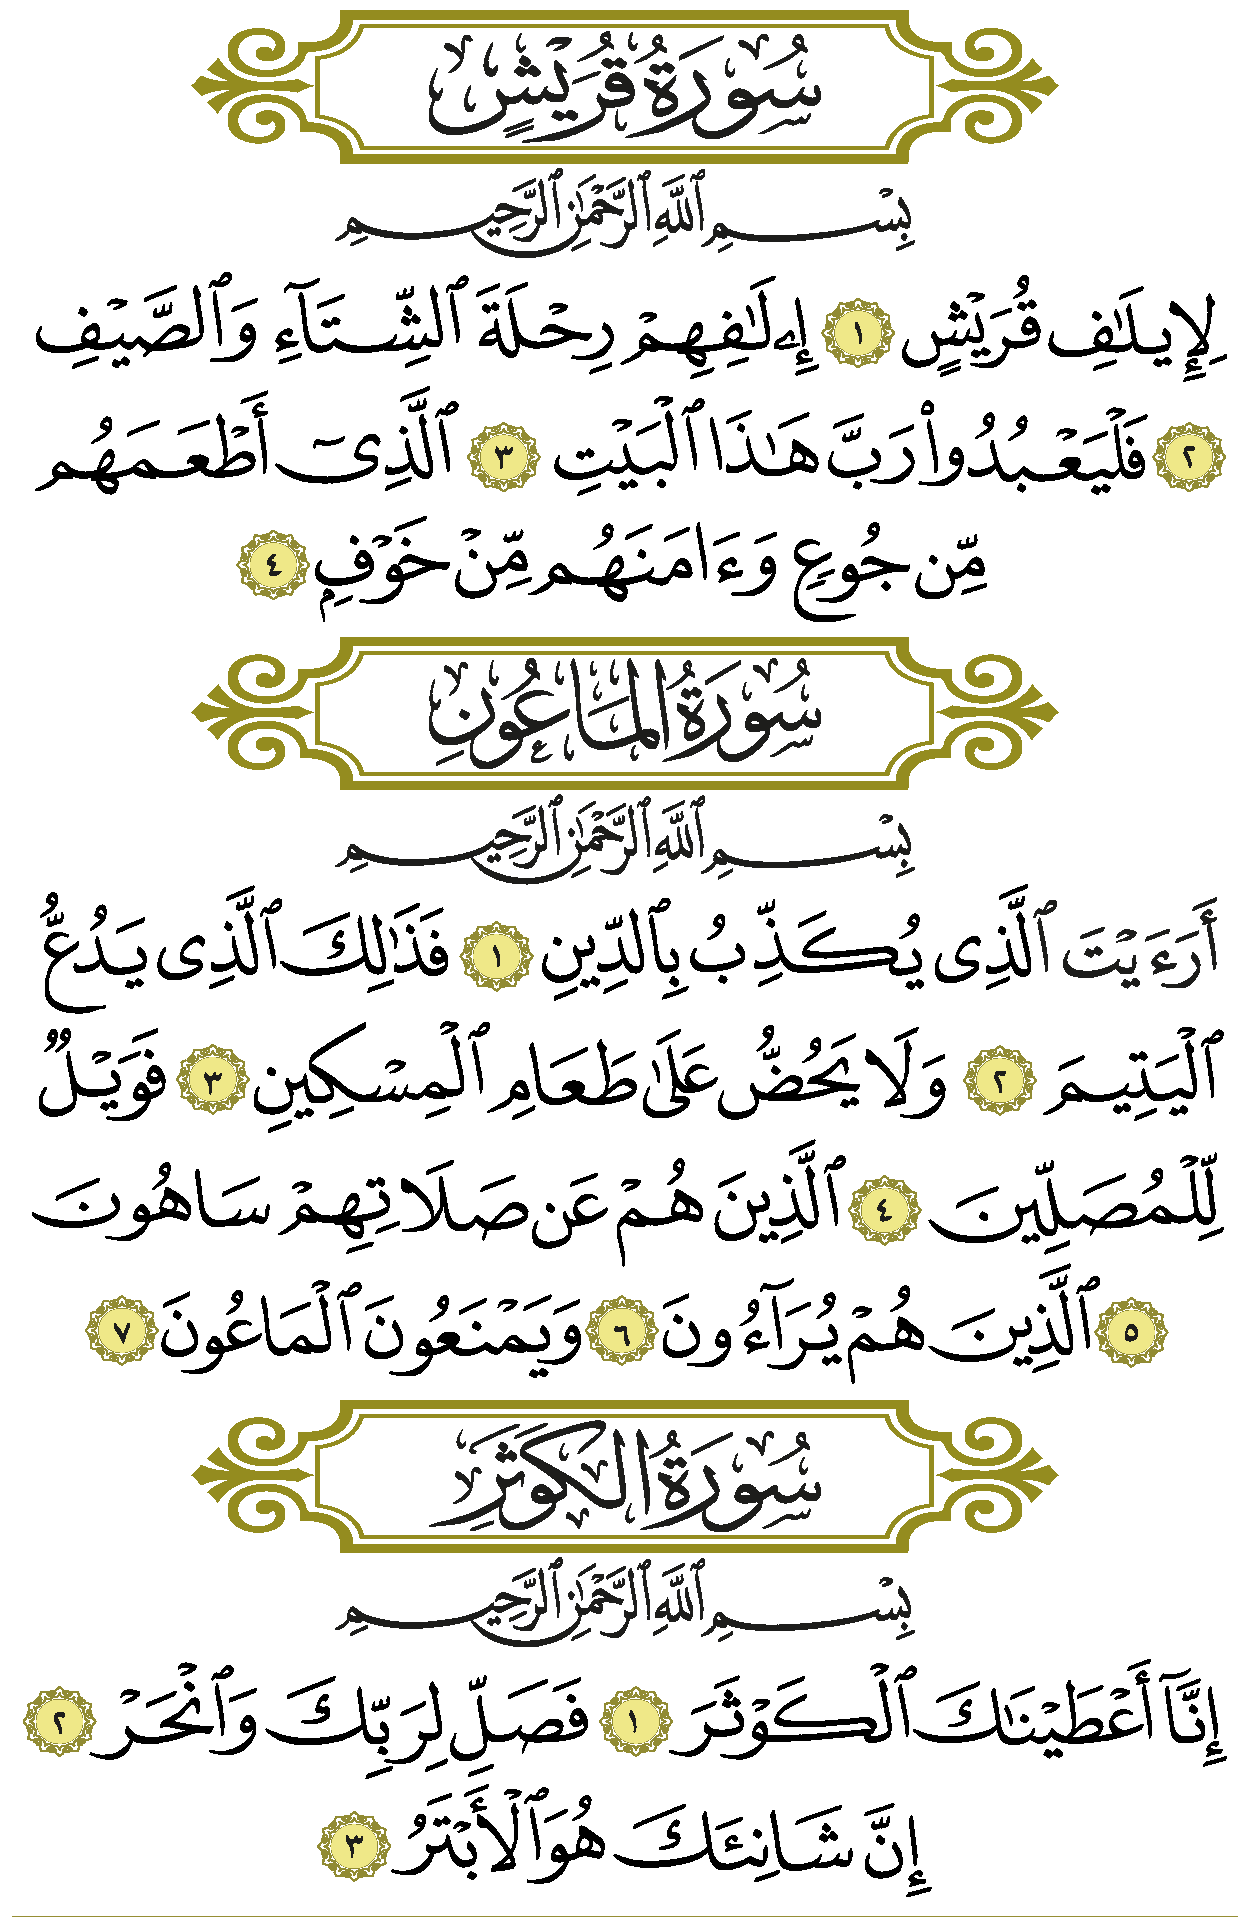 سُورَةُ قُرَيْشٍ
بِسْمِ ٱللَّهِ ٱلرَّحْمَٰنِ ٱلرَّحِيمِ
لِإِيلَٰفِ قُرَيْشٍ ١ إِۦلَٰفِهِمْ رِحْلَةَ ٱلشِّتَآءِ وَٱلصَّيْفِ
٢ فَلْيَعْبُدُوا۟ رَبَّ هَٰذَا ٱلْبَيْتِ ٣ ٱلَّذِىٓ أَطْعَمَهُم
مِّن جُوعٍ وَءَامَنَهُم مِّنْ خَوْفٍۭ ٤
سُورَةُ المَاعُونِ
بِسْمِ ٱللَّهِ ٱلرَّحْمَٰنِ ٱلرَّحِيمِ
أَرَءَيْتَ ٱلَّذِى يُكَذِّبُ بِٱلدِّينِ ١ فَذَٰلِكَ ٱلَّذِى يَدُعُّ
ٱلْيَتِيمَ ٢ وَلَا يَحُضُّ عَلَىٰ طَعَامِ ٱلْمِسْكِينِ ٣ فَوَيْلٌ
لِّلْمُصَلِّينَ ٤ ٱلَّذِينَ هُمْ عَن صَلَاتِهِمْ سَاهُونَ
٥ ٱلَّذِينَ هُمْ يُرَآءُونَ ٦ وَيَمْنَعُونَ ٱلْمَاعُونَ ٧
سُورَةُ الكَوْثَرِ
بِسْمِ ٱللَّهِ ٱلرَّحْمَٰنِ ٱلرَّحِيمِ
إِنَّآ أَعْطَيْنَٰكَ ٱلْكَوْثَرَ ١ فَصَلِّ لِرَبِّكَ وَٱنْحَرْ ٢
إِنَّ شَانِئَكَ هُوَ ٱلْأَبْتَرُ ٣